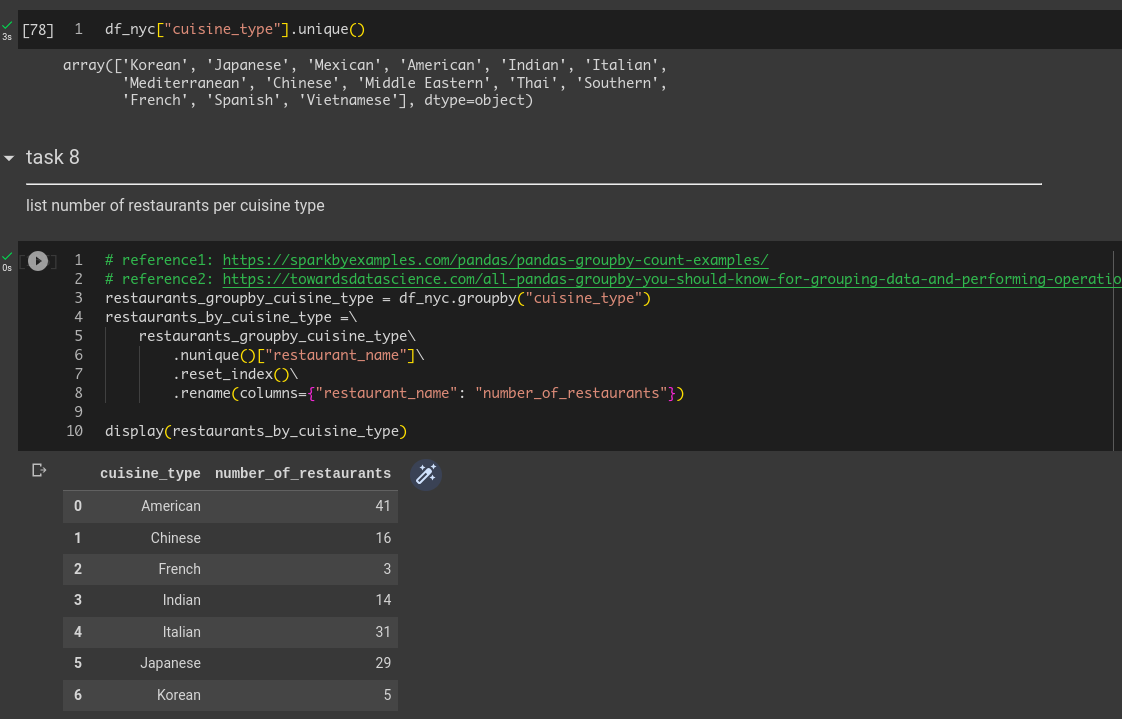 3s [78] 1 df_nyc["cuisine_type"].unique()
array(['Korean', 'Japanese', 'Mexican', 'American', 'Indian', 'Italian',
'Mediterranean', 'Chinese', 'Middle Eastern', 'Thai', 'Southern',
'French', 'Spanish', 'Vietnamese'], dtype=object)
task 8
list number of restaurants per cuisine type
0s
1 # reference1: https://sparkbyexamples.com/pandas/pandas-groupby-count-examples/
2 # reference2: https://towardsdatascience.com/all-pandas-groupby-you-should-know-for-grouping-data-and-performing-operatio
3 restaurants_groupby_cuisine_type = df_nyc.groupby("cuisine_type")
4 restaurants_by_cuisine_type =\
5 restaurants_groupby_cuisine_type\
6 .nunique()["restaurant_name"]\
7 .reset_index()\
8 .rename(columns={"restaurant_name": "number_of_restaurants"})
9
10 display(restaurants_by_cuisine_type)
cuisine_type number_of_restaurants
0 American 41
1 Chinese 16
2 French 3
3 Indian 14
4 Italian 31
5 Japanese 29
6 Korean 5